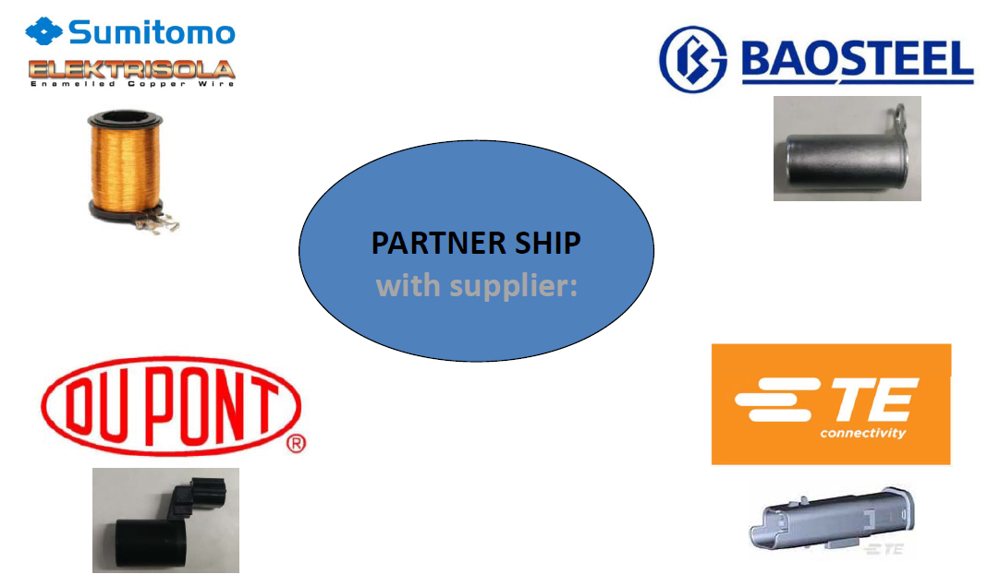 Sumitomo
ELEKTRISOLA
Enamelled Copper Wire
BAOSTEEL
PARTNER SHIP
with supplier:
DU PONT
®
TE
connectivity
TE